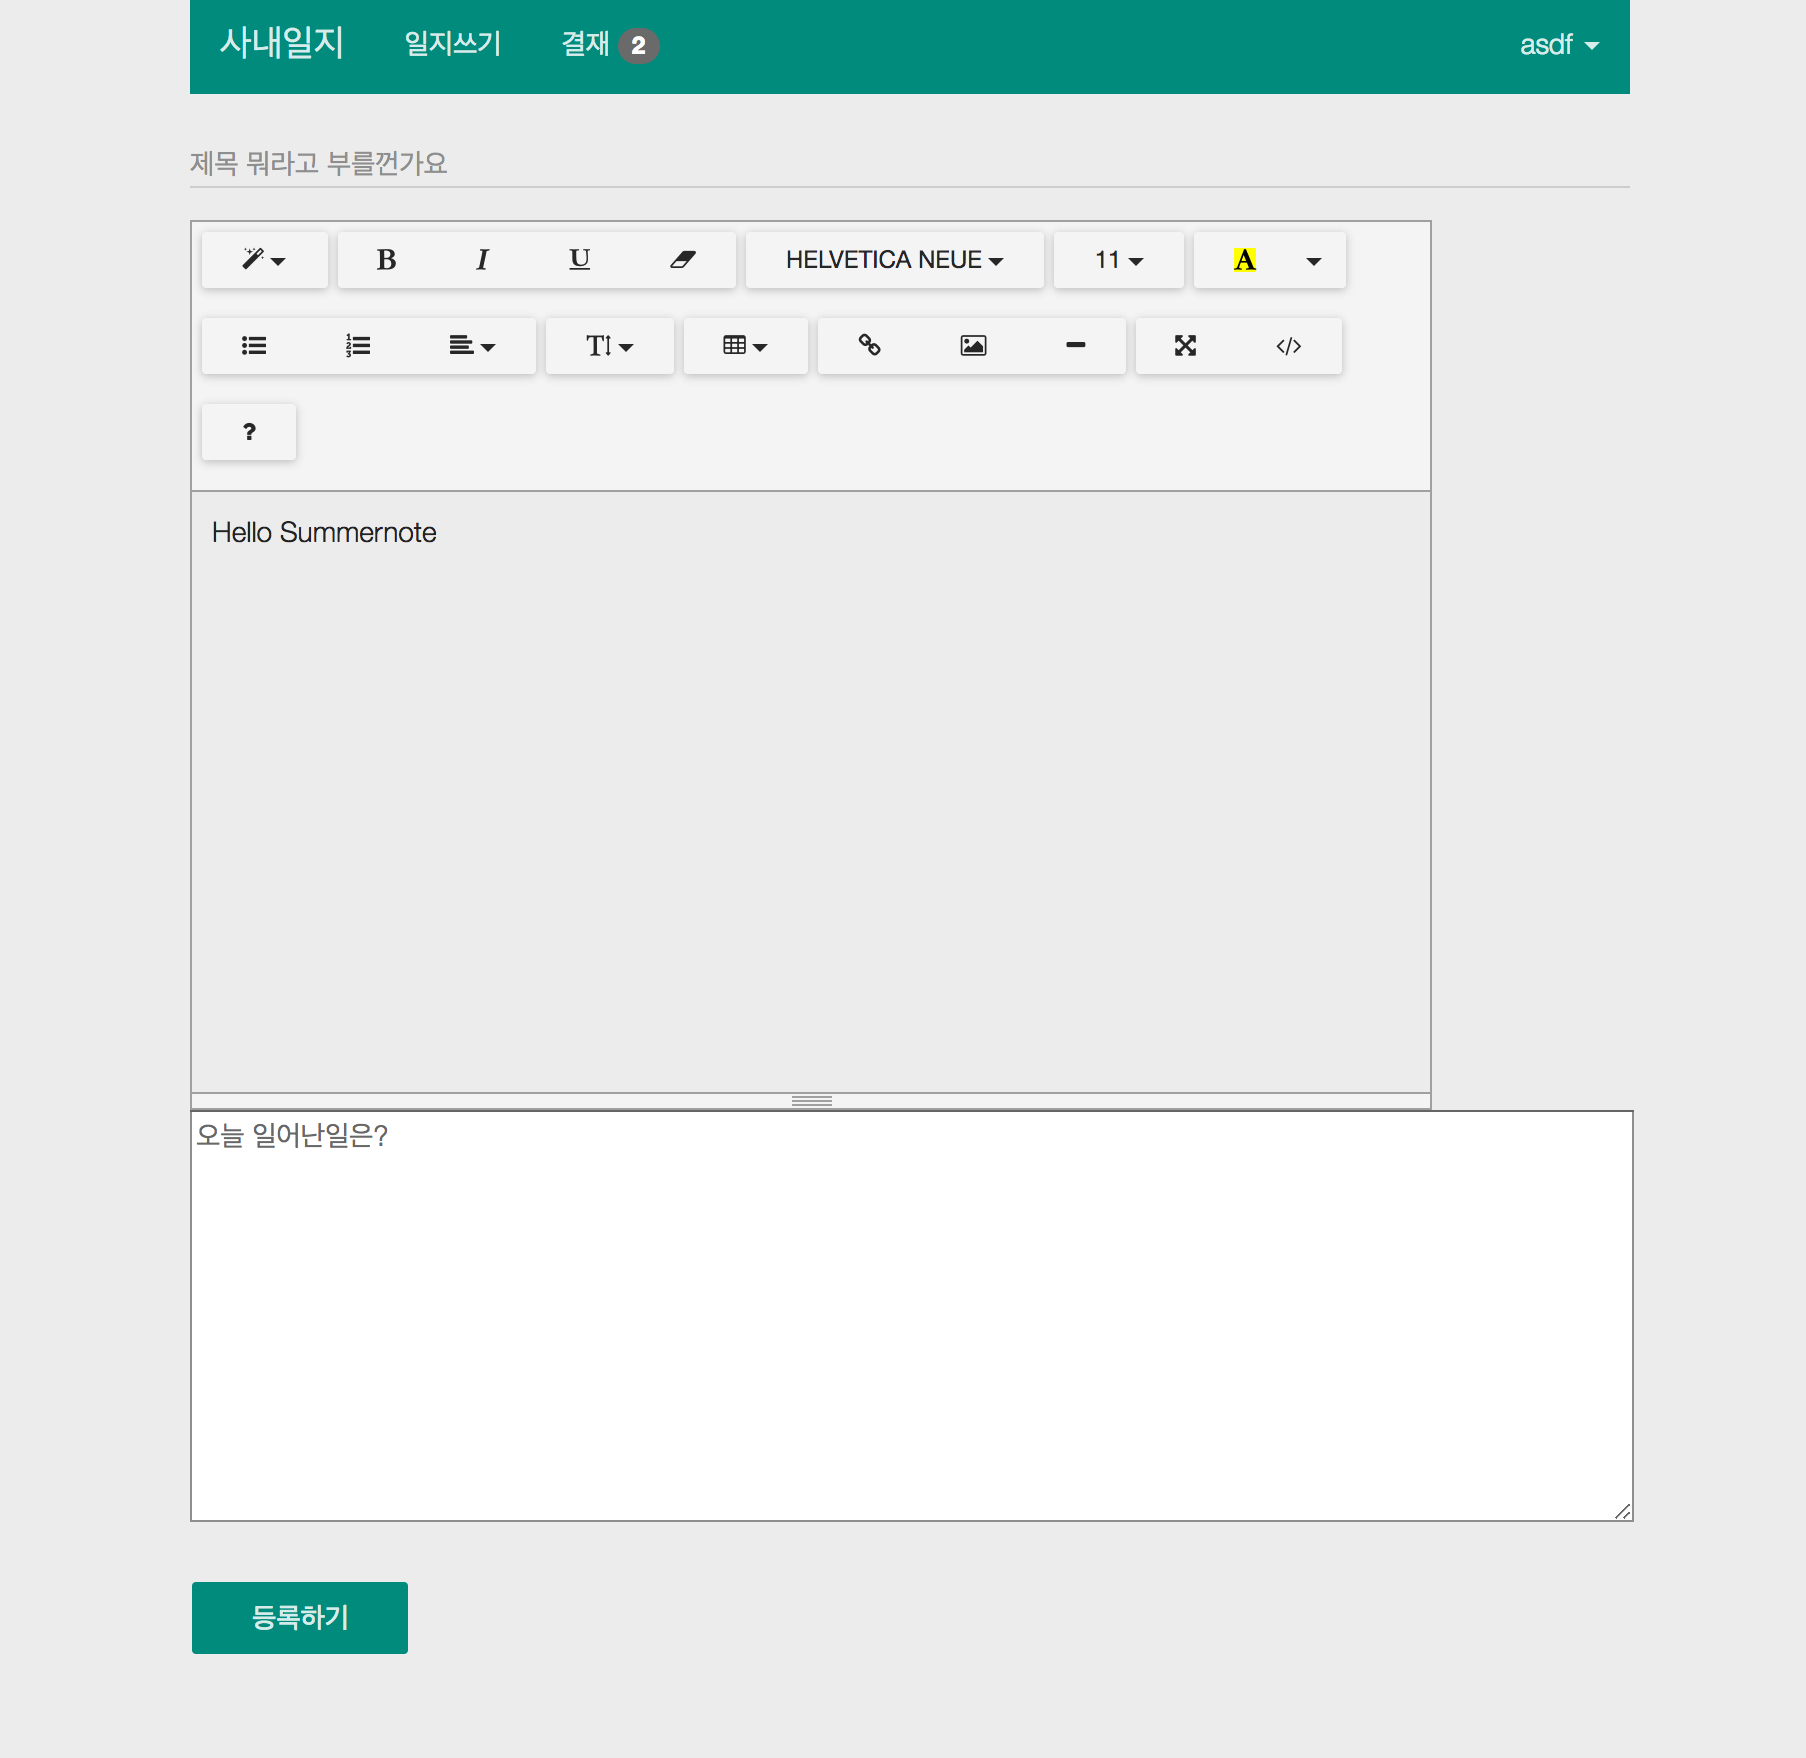 사내일지 일지쓰기 결재 2 asdf
제목 뭐라고 부를껀가요
B I U HELVETICA NEUE 11 A
?
Hello Summernote
오늘 일어난일은?
등록하기